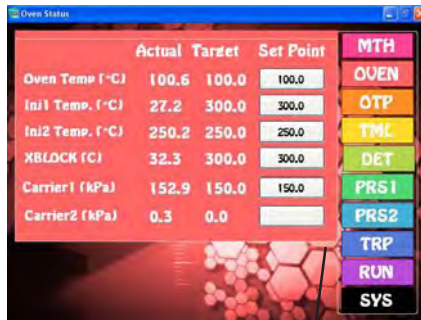 Oven Status
Actual Target Set Point
Oven Temp (°C) 100.6 100.0 100.0
Inj1 Temp. (°C) 27.2 300.0 300.0
Inj2 Temp. (°C) 250.2 250.0 250.0
XBLOCK (C) 32.3 300.0 300.0
Carrier1 (kPa) 152.9 150.0 150.0
Carrier2 (kPa) 0.3 0.0
MTH
OVEN
OTP
TML
DET
PRS1
PRS2
TRP
RUN
SYS